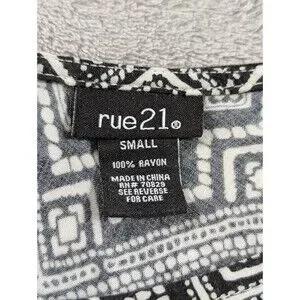 rue21®
SMALL
100% RAYON
MADE IN CHINA
RN# 70829
SEE REVERSE
FOR CARE